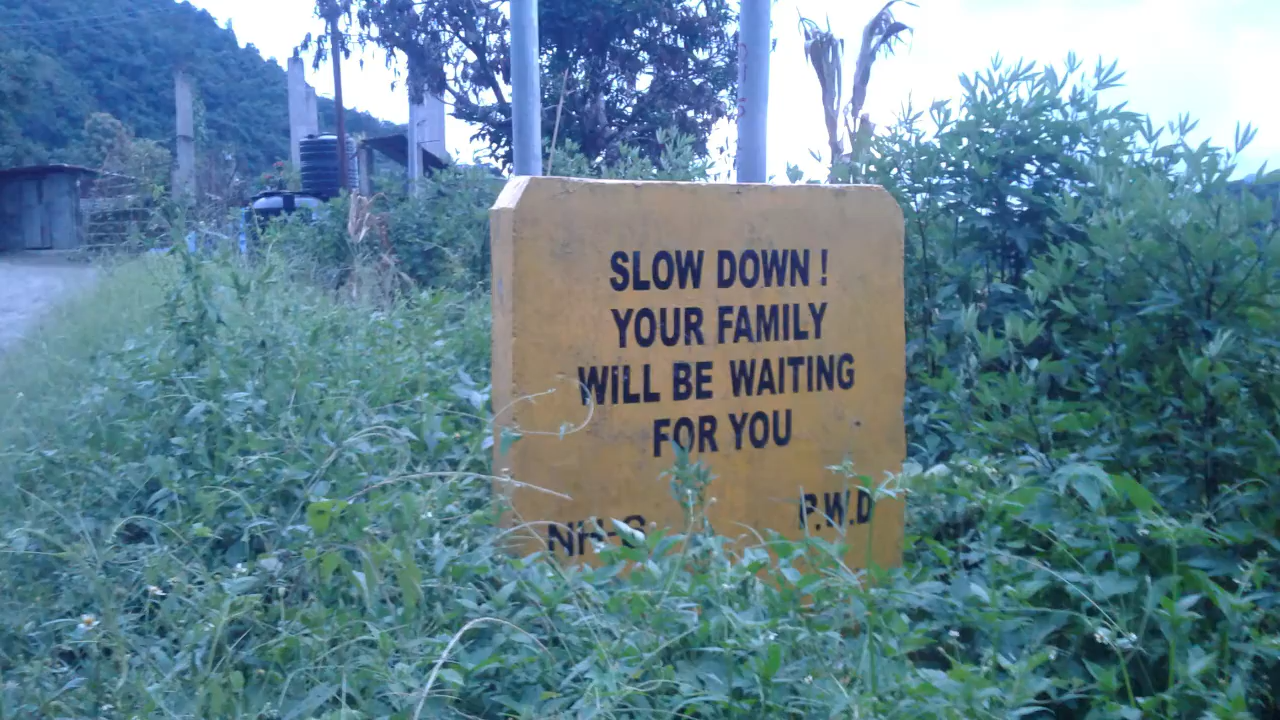 SLOW DOWN !
YOUR FAMILY
WILL BE WAITING
FOR YOU
P.W.D